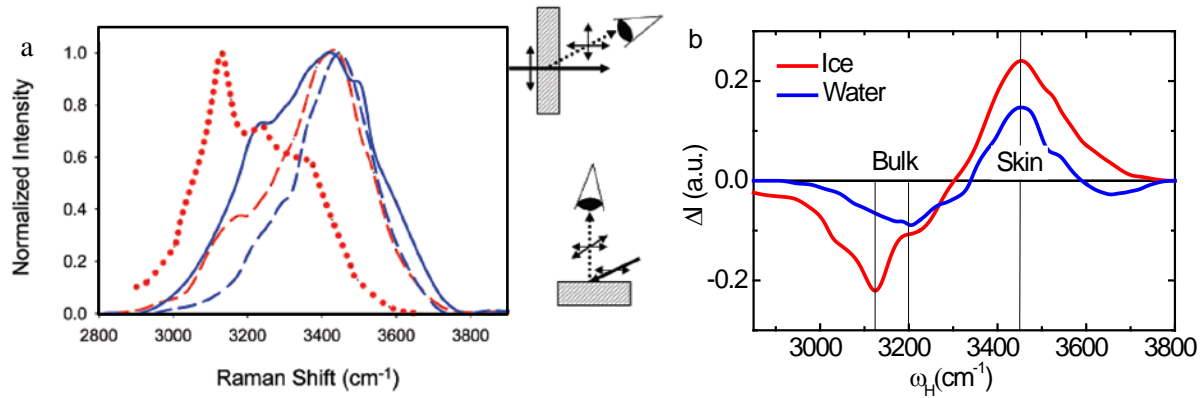 a
Normalized Intensity
1.0
0.8
0.6
0.4
0.2
0.0
2800 3000 3200 3400 3600 3800
Raman Shift (cm⁻¹)
b
Ice
Water
Bulk Skin
ΔI (a.u.)
0.2
0.0
-0.2
3000 3200 3400 3600 3800
ω_H(cm⁻¹)